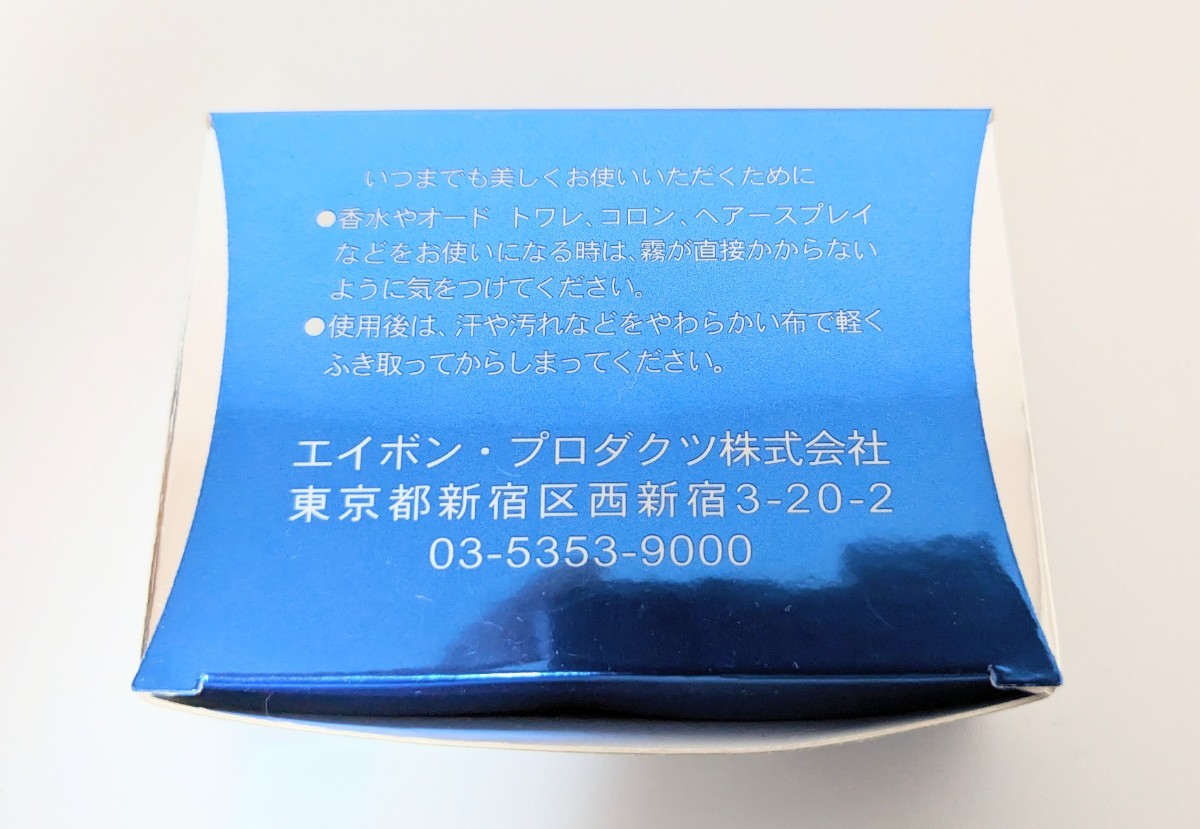 いつまでも美しくお使いいただくために
●香水やオード トワレ、コロン、ヘアースプレイ
などをお使いになる時は、霧が直接かからない
ように気をつけてください。
●使用後は、汗や汚れなどをやわらかい布で軽く
ふき取ってからしまってください。
エイボン・プロダクツ株式会社
東京都新宿区西新宿3-20-2
03-5353-9000